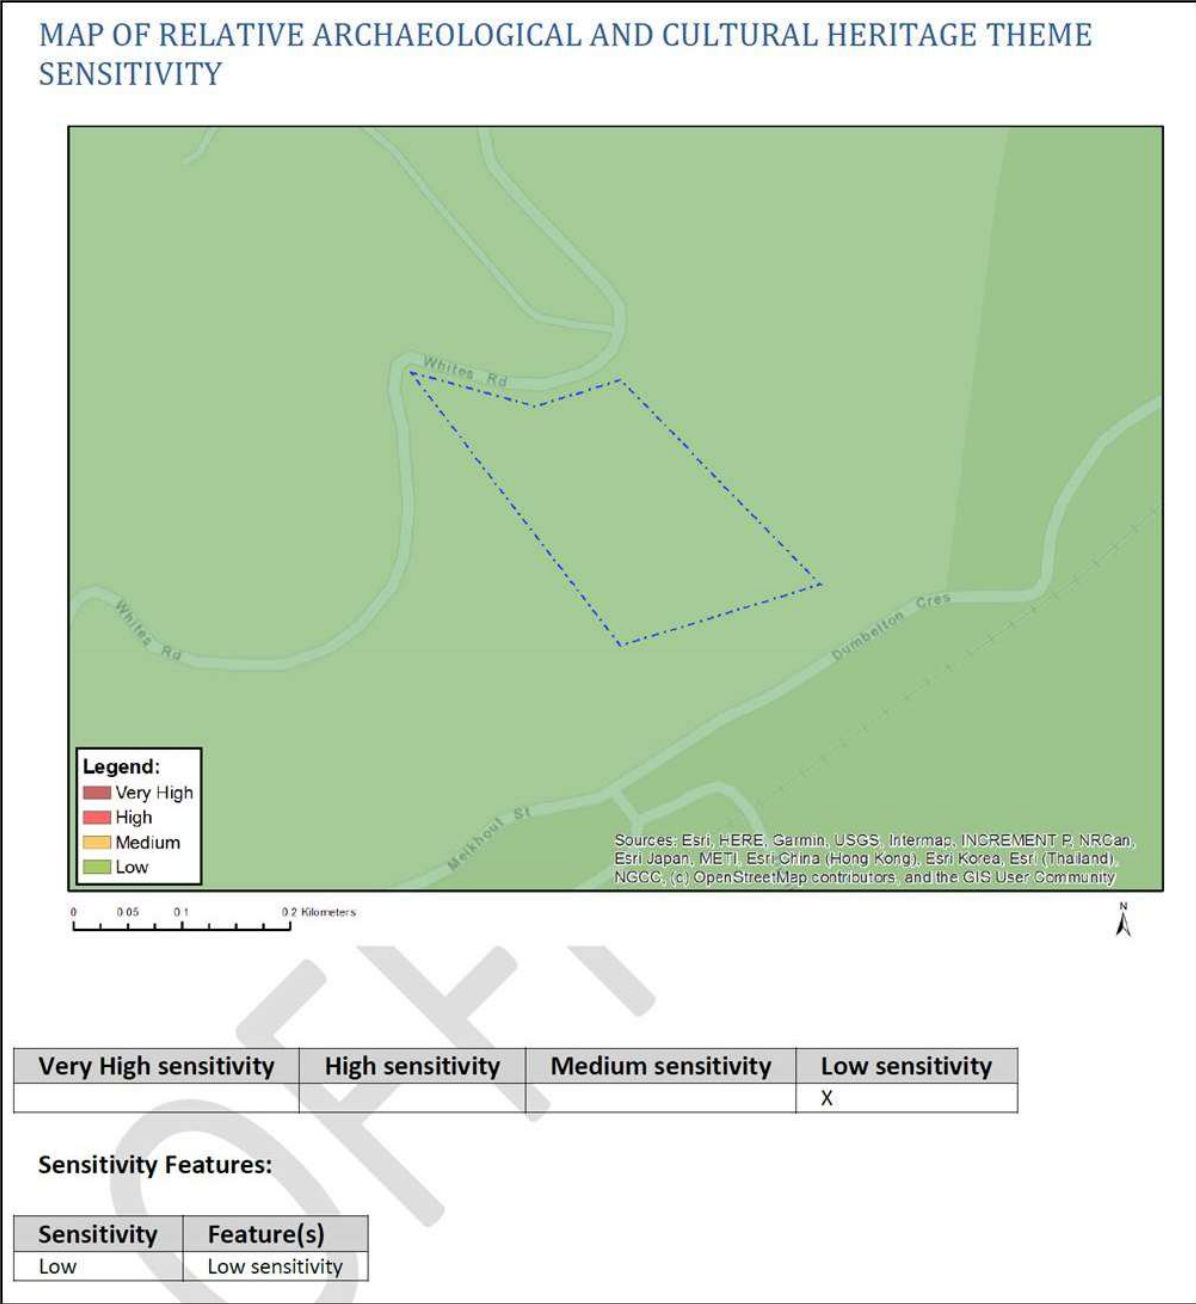 MAP OF RELATIVE ARCHAEOLOGICAL AND CULTURAL HERITAGE THEME
SENSITIVITY
Whites Rd
Whites Rd
Dumbelton Cres
Meikhout St
Legend:
Very High
High
Medium
Low
Sources: Esri, HERE, Garmin, USGS, Intermap, INCREMENT P, NRCan,
Esri Japan, METI, Esri China (Hong Kong), Esri Korea, Esri (Thailand),
NGCC, (c) OpenStreetMap contributors, and the GIS User Community
0 0.05 0.1 0.2 Kilometers
N
Very High sensitivity High sensitivity Medium sensitivity Low sensitivity
X
Sensitivity Features:
Sensitivity Feature(s)
Low Low sensitivity